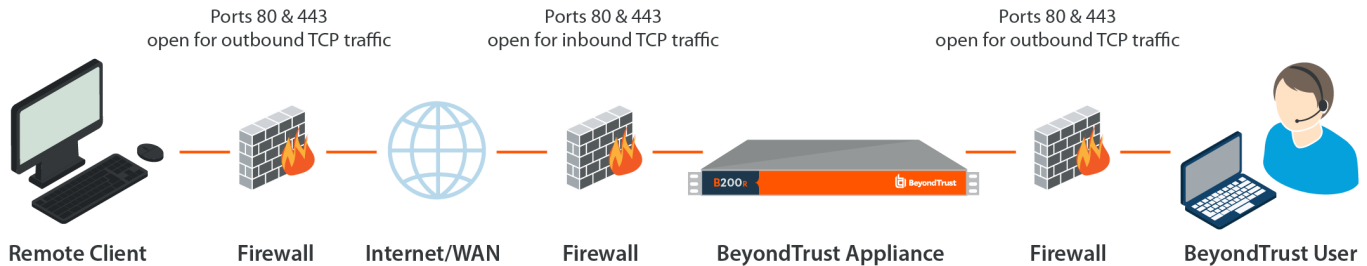 Ports 80 & 443
open for outbound TCP traffic
Ports 80 & 443
open for inbound TCP traffic
Ports 80 & 443
open for outbound TCP traffic
B200R
BeyondTrust
Remote Client
Firewall
Internet/WAN
Firewall
BeyondTrust Appliance
Firewall
BeyondTrust User